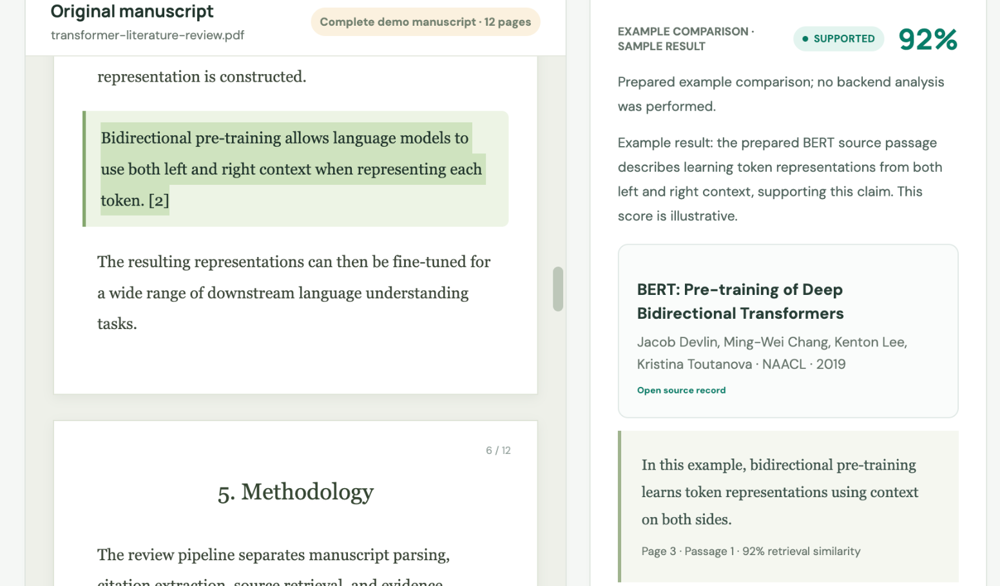 Original manuscript
transformer-literature-review.pdf
Complete demo manuscript · 12 pages
representation is constructed.
Bidirectional pre-training allows language models to
use both left and right context when representing each
token. [2]
The resulting representations can then be fine-tuned for
a wide range of downstream language understanding
tasks.
6 / 12
5. Methodology
The review pipeline separates manuscript parsing,
citation extraction, source retrieval, and evidence
EXAMPLE COMPARISON ·
SAMPLE RESULT
SUPPORTED
92%
Prepared example comparison; no backend analysis
was performed.
Example result: the prepared BERT source passage
describes learning token representations from both
left and right context, supporting this claim. This
score is illustrative.
BERT: Pre-training of Deep
Bidirectional Transformers
Jacob Devlin, Ming-Wei Chang, Kenton Lee,
Kristina Toutanova · NAACL · 2019
Open source record
In this example, bidirectional pre-training
learns token representations using context
on both sides.
Page 3 · Passage 1 · 92% retrieval similarity